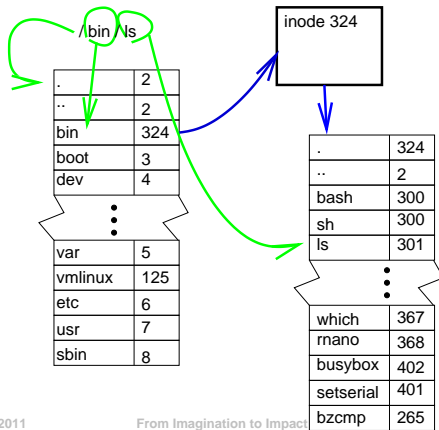 / bin / ls
inode 324
. 2
.. 2
bin 324
boot 3
dev 4
var 5
vmlinux 125
etc 6
usr 7
sbin 8
. 324
.. 2
bash 300
sh 300
ls 301
which 367
rnano 368
busybox 402
setserial 401
bzcmp 265
2011 From Imagination to Impact